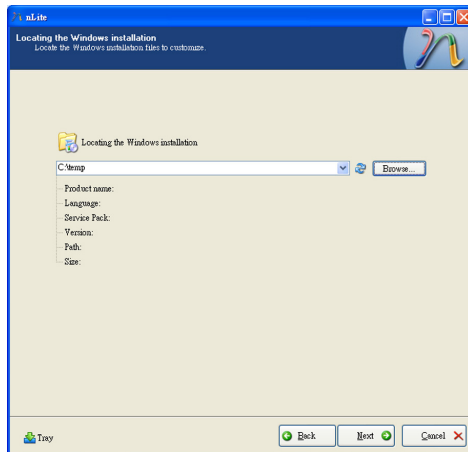 nLite
Locating the Windows installation
Locate the Windows installation files to customize.
Locating the Windows installation
C:\temp
Browse...
Product name:
Language:
Service Pack:
Version:
Path:
Size:
Tray
Back
Next
Cancel